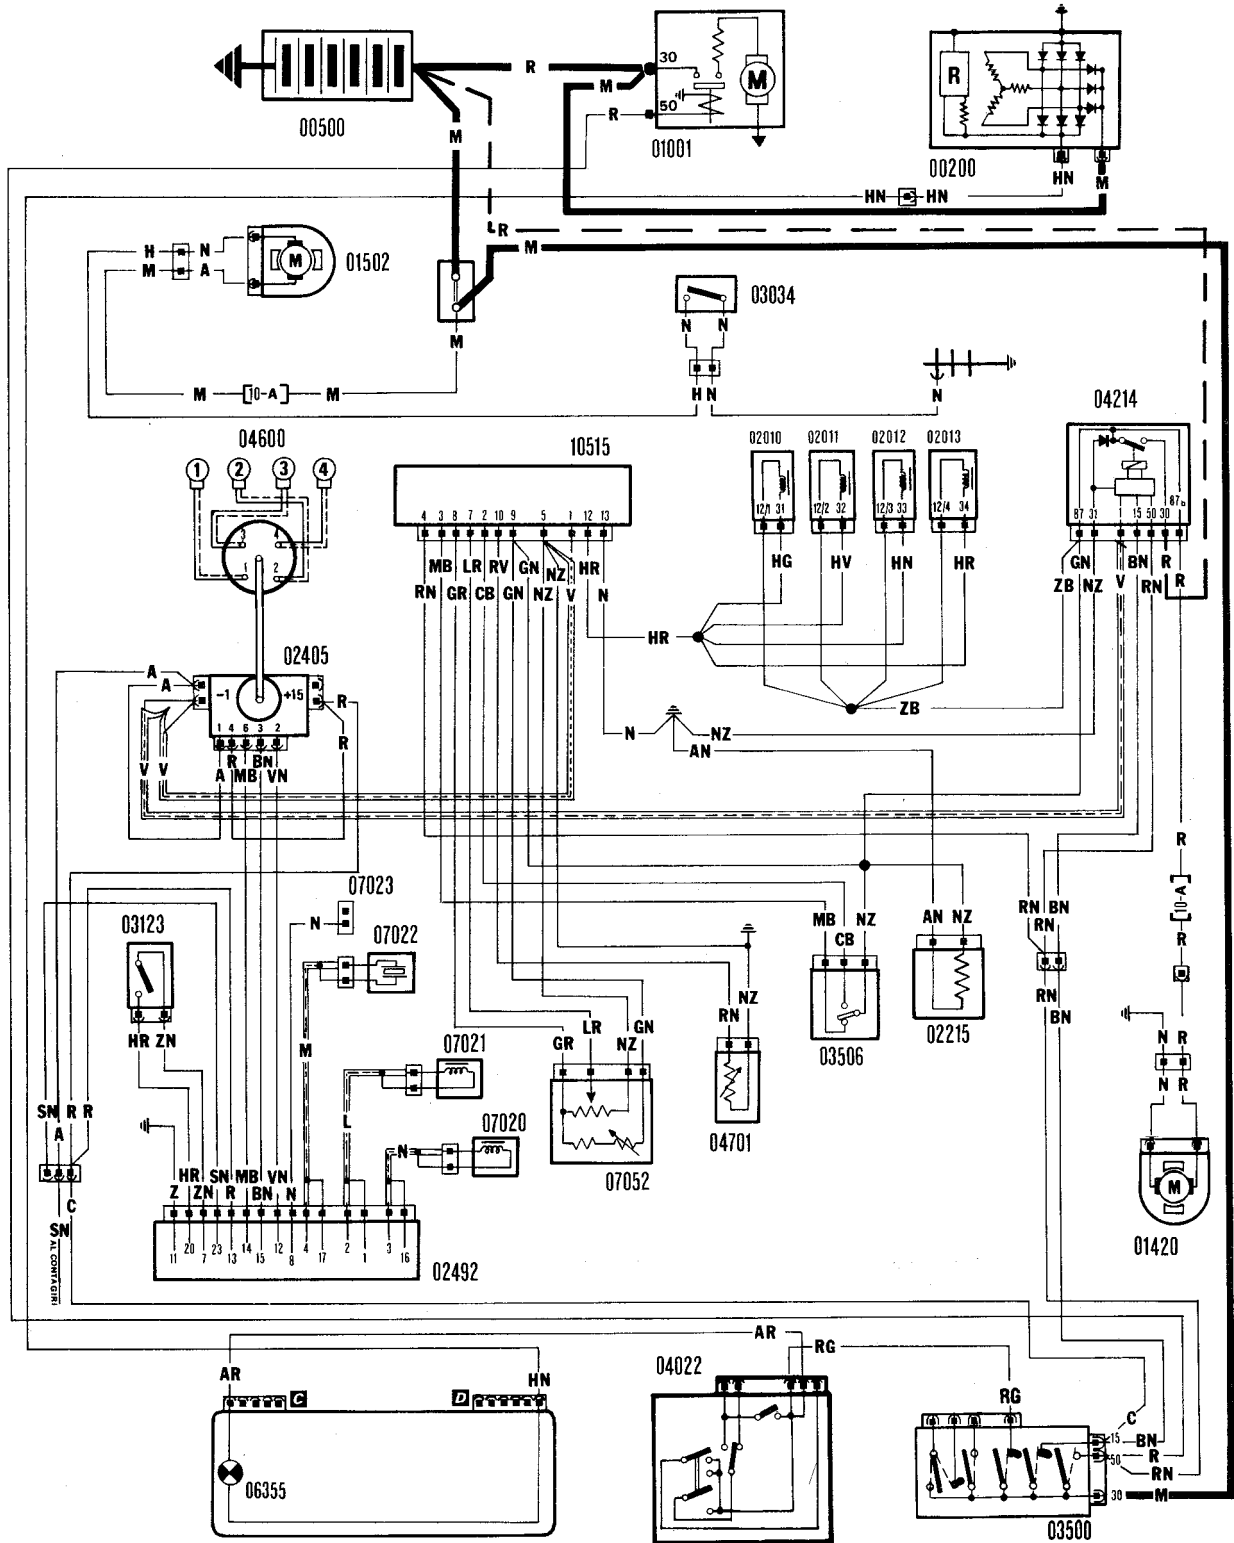 30
R
M
50
R
M
M
R
00500
01001
00200
HN
M
HN
HN
R
M
H
N
M
A
M
01502
03034
N
N
M
M
10-A
M
H
N
N
04214
04600
1
2
3
4
10515
02010
02011
02012
02013
12/1
31
12/2
32
12/3
33
12/4
34
87
31
1
15
50
30
87b
4
3
8
7
2
10
9
5
1
12
13
3
4
1
2
MB
LR
RV
GN
NZ
HR
RN
GR
CB
GN
NZ
V
N
HG
HV
HN
HR
GN
BN
R
ZB
NZ
V
RN
R
HR
02405
A
A
-1
+15
R
ZB
1
4
6
3
2
R
BN
A
MB
VN
R
V
V
N
NZ
AN
R
10-A
R
07023
N
03123
07022
RN
BN
RN
MB
CB
NZ
AN
NZ
RN
BN
RN
NZ
HR
ZN
M
07021
LR
GN
GR
NZ
03506
02215
N
R
N
R
SN
R
R
A
L
07020
04701
N
07052
HR
SN
MB
VN
Z
ZN
R
BN
N
C
SN
AL CONTAGIRI
11
20
7
23
13
14
15
12
8
4
17
2
1
3
16
02492
M
01420
AR
RG
04022
AR
C
D
HN
RG
C
15
BN
50
R
RN
30
M
06355
03500